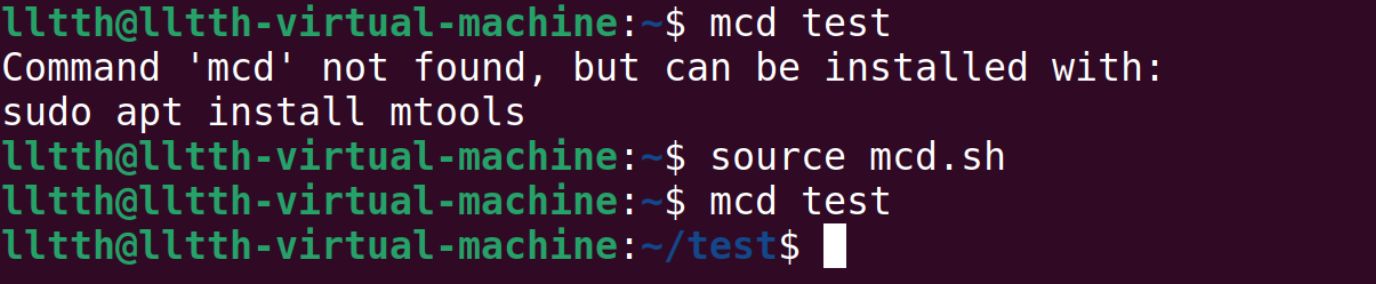 lltth@lltth-virtual-machine:~$ mcd test
Command 'mcd' not found, but can be installed with:
sudo apt install mtools
lltth@lltth-virtual-machine:~$ source mcd.sh
lltth@lltth-virtual-machine:~$ mcd test
lltth@lltth-virtual-machine:~/test$